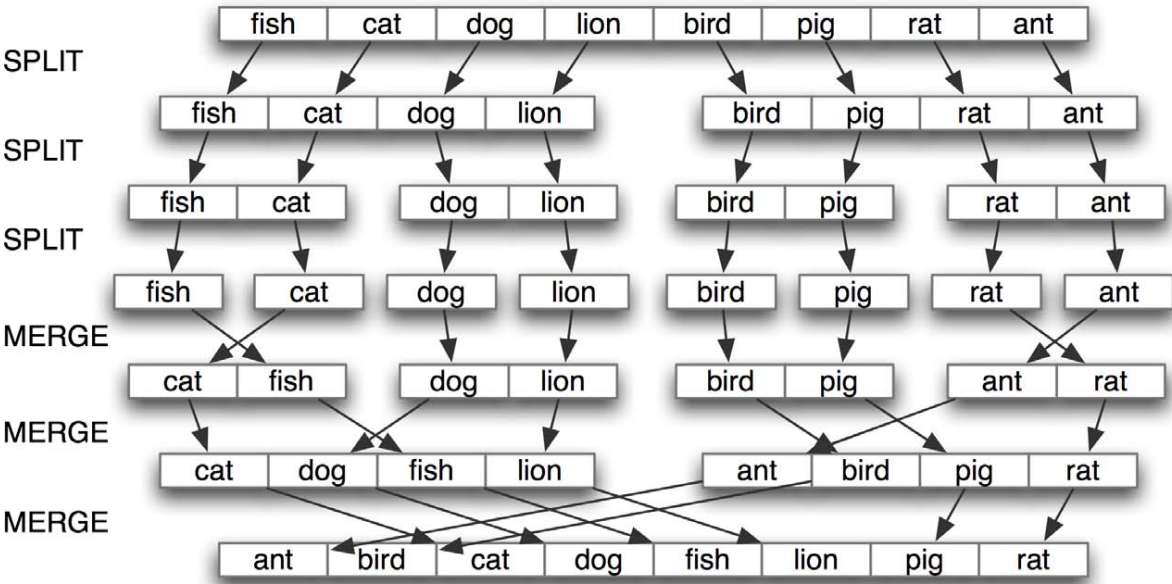 fish cat dog lion bird pig rat ant
SPLIT
fish cat dog lion bird pig rat ant
SPLIT
fish cat dog lion bird pig rat ant
SPLIT
fish cat dog lion bird pig rat ant
MERGE
cat fish dog lion bird pig ant rat
MERGE
cat dog fish lion ant bird pig rat
MERGE
ant bird cat dog fish lion pig rat